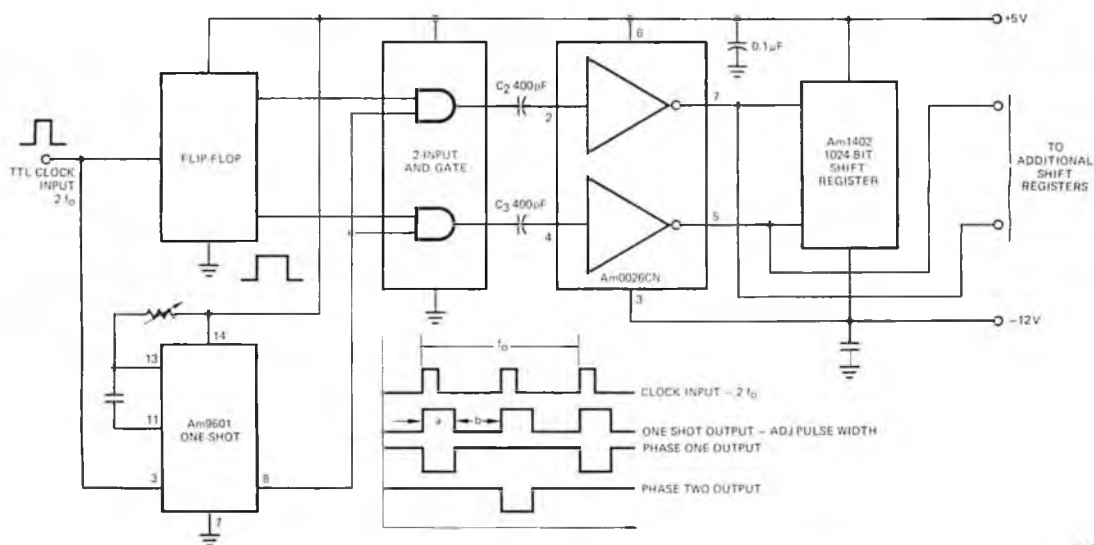 +5V
6
0.1µF
C2 400pF
2
7
FLIP-FLOP
2-INPUT
AND GATE
Am1402
1024-BIT
SHIFT
REGISTER
TO
ADDITIONAL
SHIFT
REGISTERS
TTL CLOCK
INPUT
2 fo
C3 400pF
4
5
Am0026CN
3
-12V
14
13
11
Am9601
ONE-SHOT
3
8
7
fo
CLOCK INPUT – 2 fo
a
b
ONE SHOT OUTPUT – ADJ PULSE WIDTH
PHASE ONE OUTPUT
PHASE TWO OUTPUT